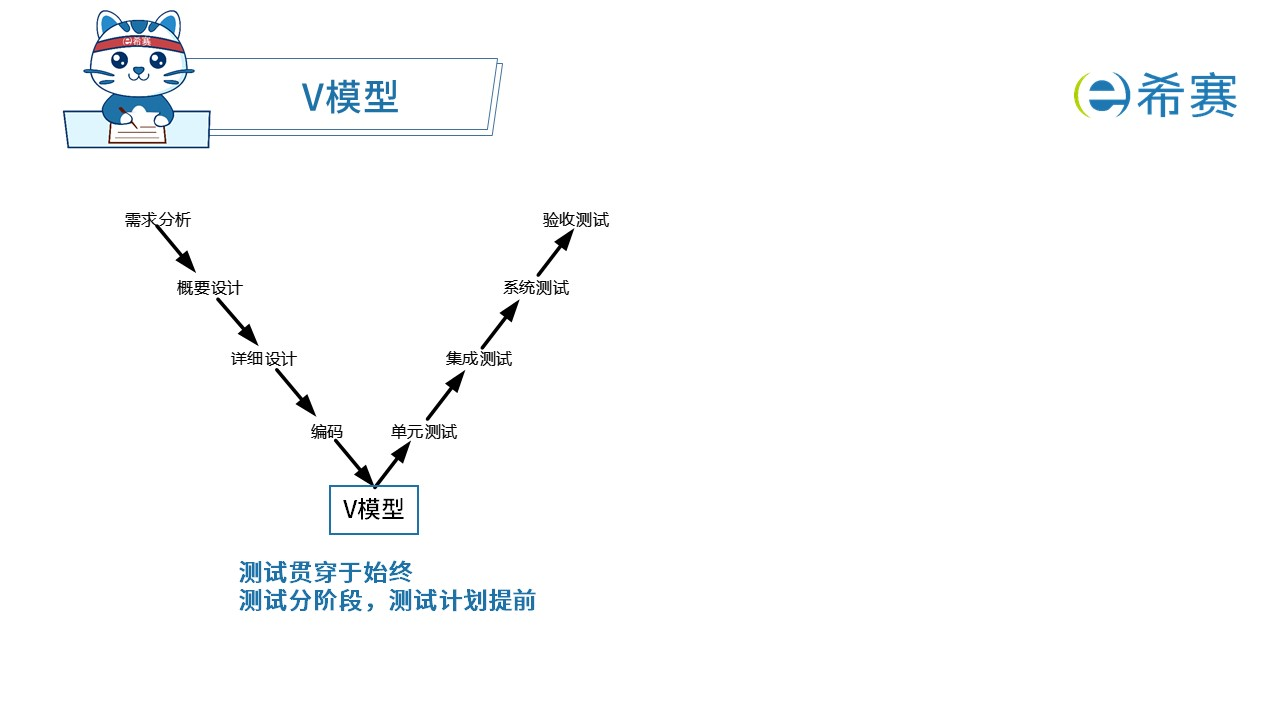 希赛
V模型
希赛
需求分析
验收测试
概要设计
系统测试
详细设计
集成测试
编码
单元测试
V模型
测试贯穿于始终
测试分阶段，测试计划提前